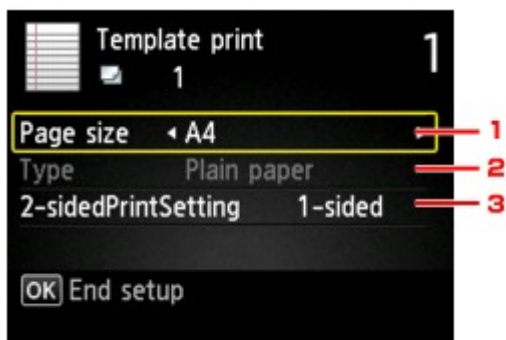 Template print
1
1
Page size A4 1
Type Plain paper 2
2-sidedPrintSetting 1-sided 3
OK End setup